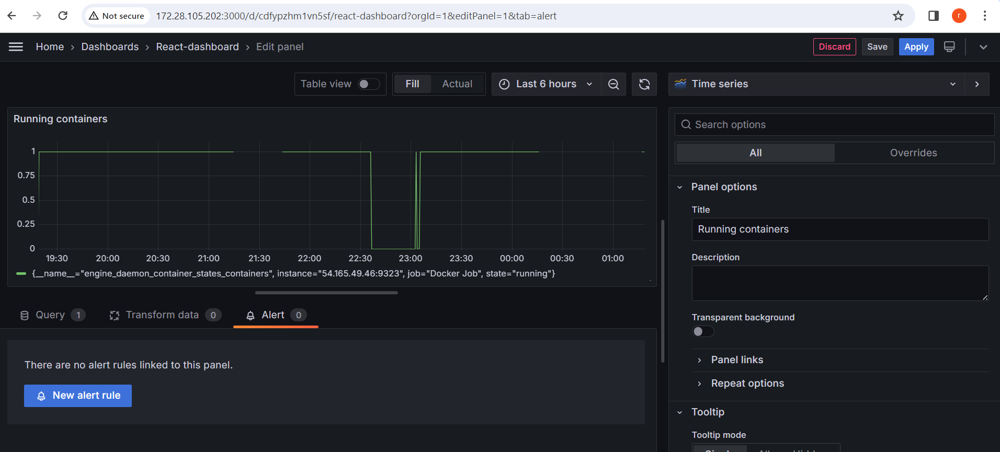 Not secure 172.28.105.202:3000/d/cdfypzhm1vn5sf/react-dashboard?orgId=1&editPanel=1&tab=alert r
Home › Dashboards › React-dashboard › Edit panel Discard Save Apply
Table view Fill Actual Last 6 hours Time series
Running containers
Search options
All Overrides
1
0.75
0.5
0.25
0
19:30 20:00 20:30 21:00 21:30 22:00 22:30 23:00 23:30 00:00 00:30 01:00
{__name__="engine_daemon_container_states_containers", instance="54.165.49.46:9323", job="Docker Job", state="running"}
Query 1 Transform data 0 Alert 0
There are no alert rules linked to this panel.
New alert rule
Panel options
Title
Running containers
Description
Transparent background
Panel links
Repeat options
Tooltip
Tooltip mode